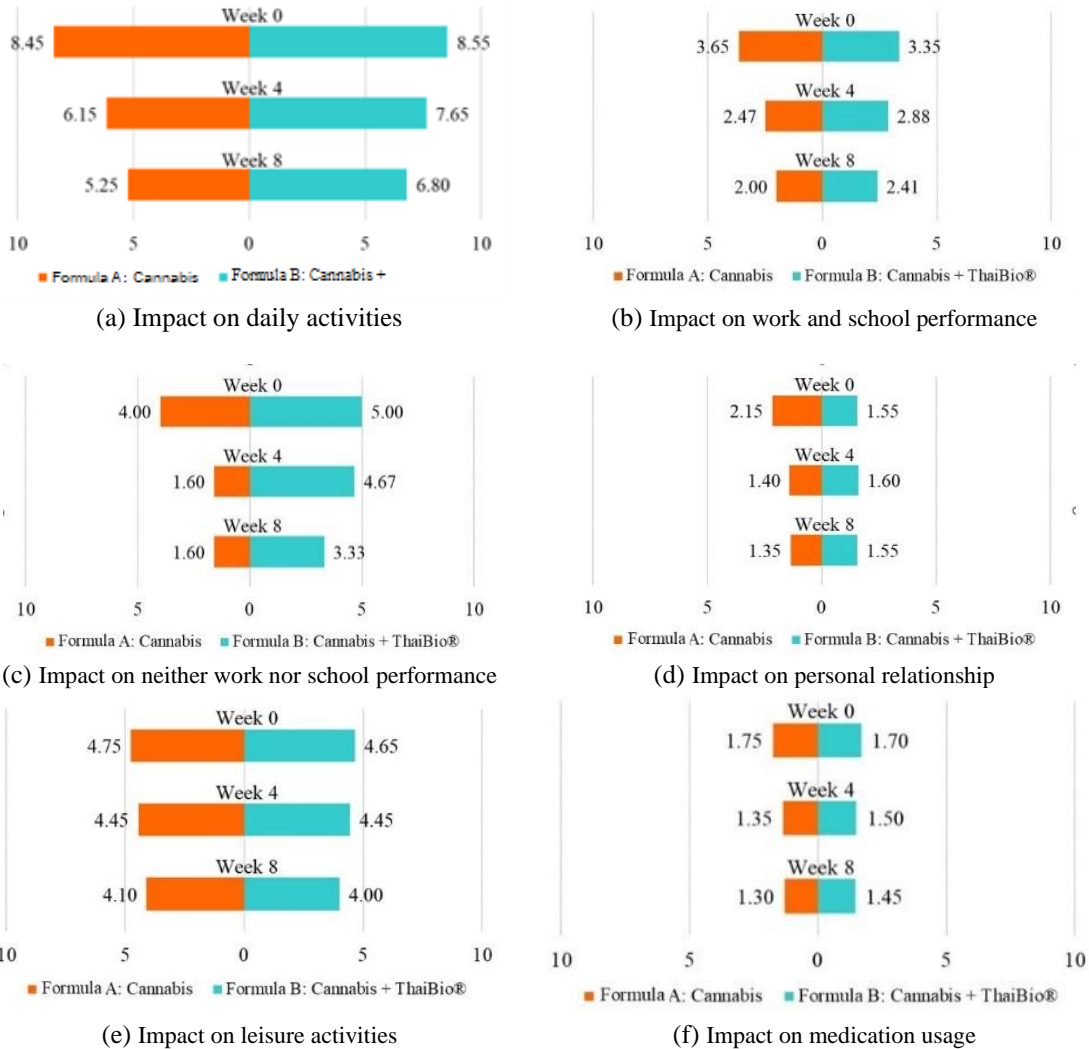 Week 0
8.45 8.55
Week 4
6.15 7.65
Week 8
5.25 6.80
10 5 0 5 10
Formula A: Cannabis Formula B: Cannabis +
(a) Impact on daily activities
Week 0
3.65 3.35
Week 4
2.47 2.88
Week 8
2.00 2.41
10 5 0 5 10
Formula A: Cannabis Formula B: Cannabis + ThaiBio®
(b) Impact on work and school performance
Week 0
4.00 5.00
Week 4
1.60 4.67
Week 8
1.60 3.33
10 5 0 5 10
Formula A: Cannabis Formula B: Cannabis + ThaiBio®
(c) Impact on neither work nor school performance
Week 0
2.15 1.55
Week 4
1.40 1.60
Week 8
1.35 1.55
10 5 0 5 10
Formula A: Cannabis Formula B: Cannabis + ThaiBio®
(d) Impact on personal relationship
Week 0
4.75 4.65
Week 4
4.45 4.45
Week 8
4.10 4.00
10 5 0 5 10
Formula A: Cannabis Formula B: Cannabis + ThaiBio®
(e) Impact on leisure activities
Week 0
1.75 1.70
Week 4
1.35 1.50
Week 8
1.30 1.45
10 5 0 5 10
Formula A: Cannabis Formula B: Cannabis + ThaiBio®
(f) Impact on medication usage